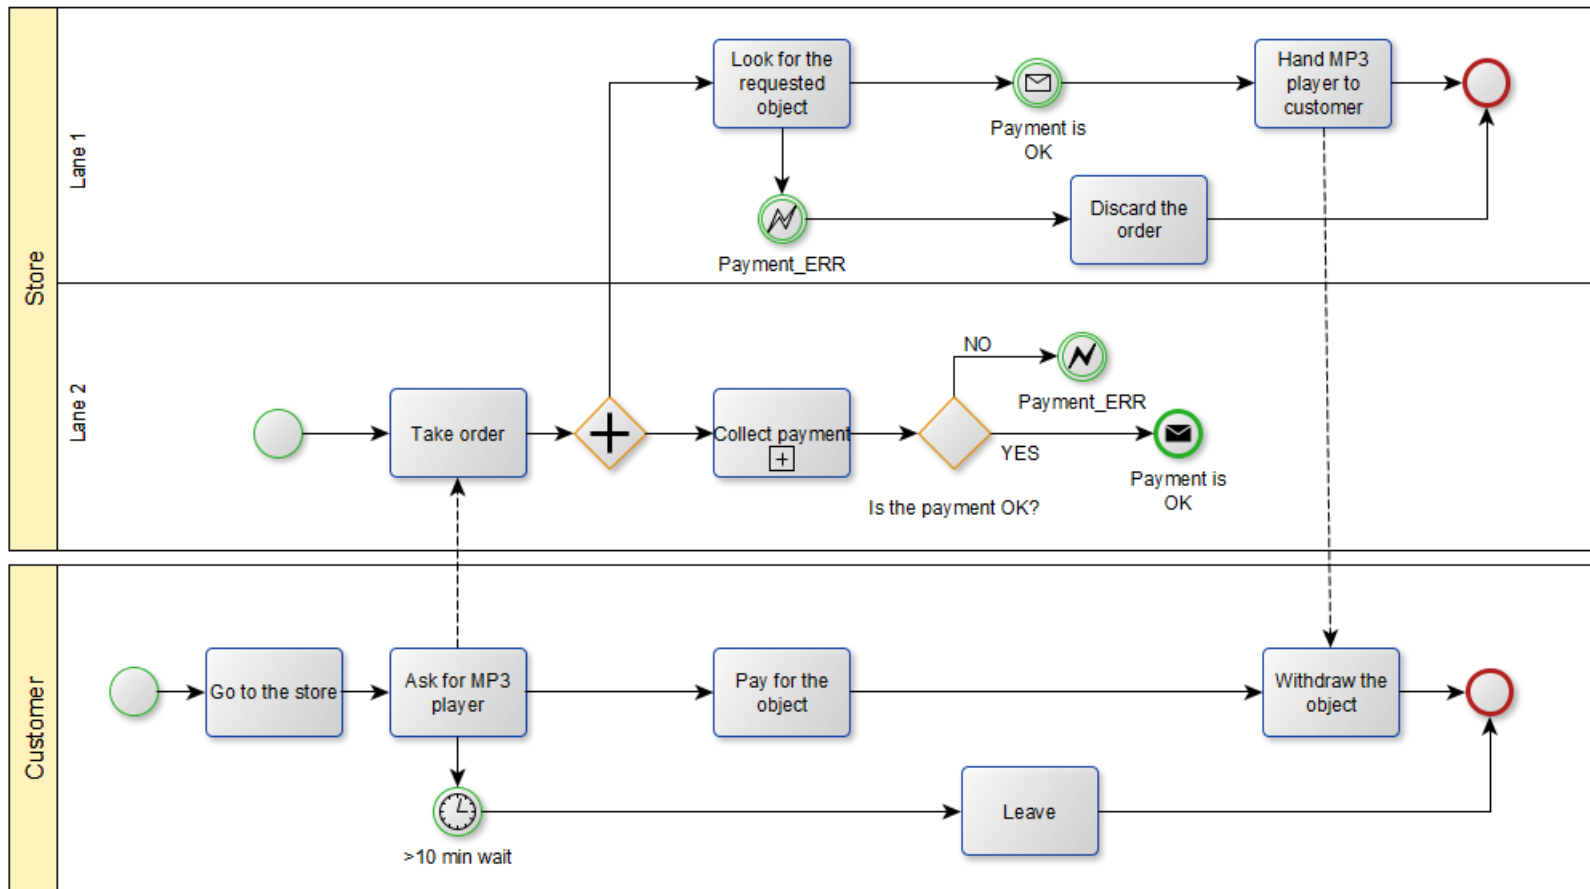 Store
Lane 1
Look for the
requested
object
Payment is
OK
Hand MP3
player to
customer
Payment_ERR
Discard the
order
Lane 2
Take order
Collect payment
Is the payment OK?
NO
Payment_ERR
YES
Payment is
OK
Customer
Go to the store
Ask for MP3
player
Pay for the
object
Withdraw the
object
>10 min wait
Leave